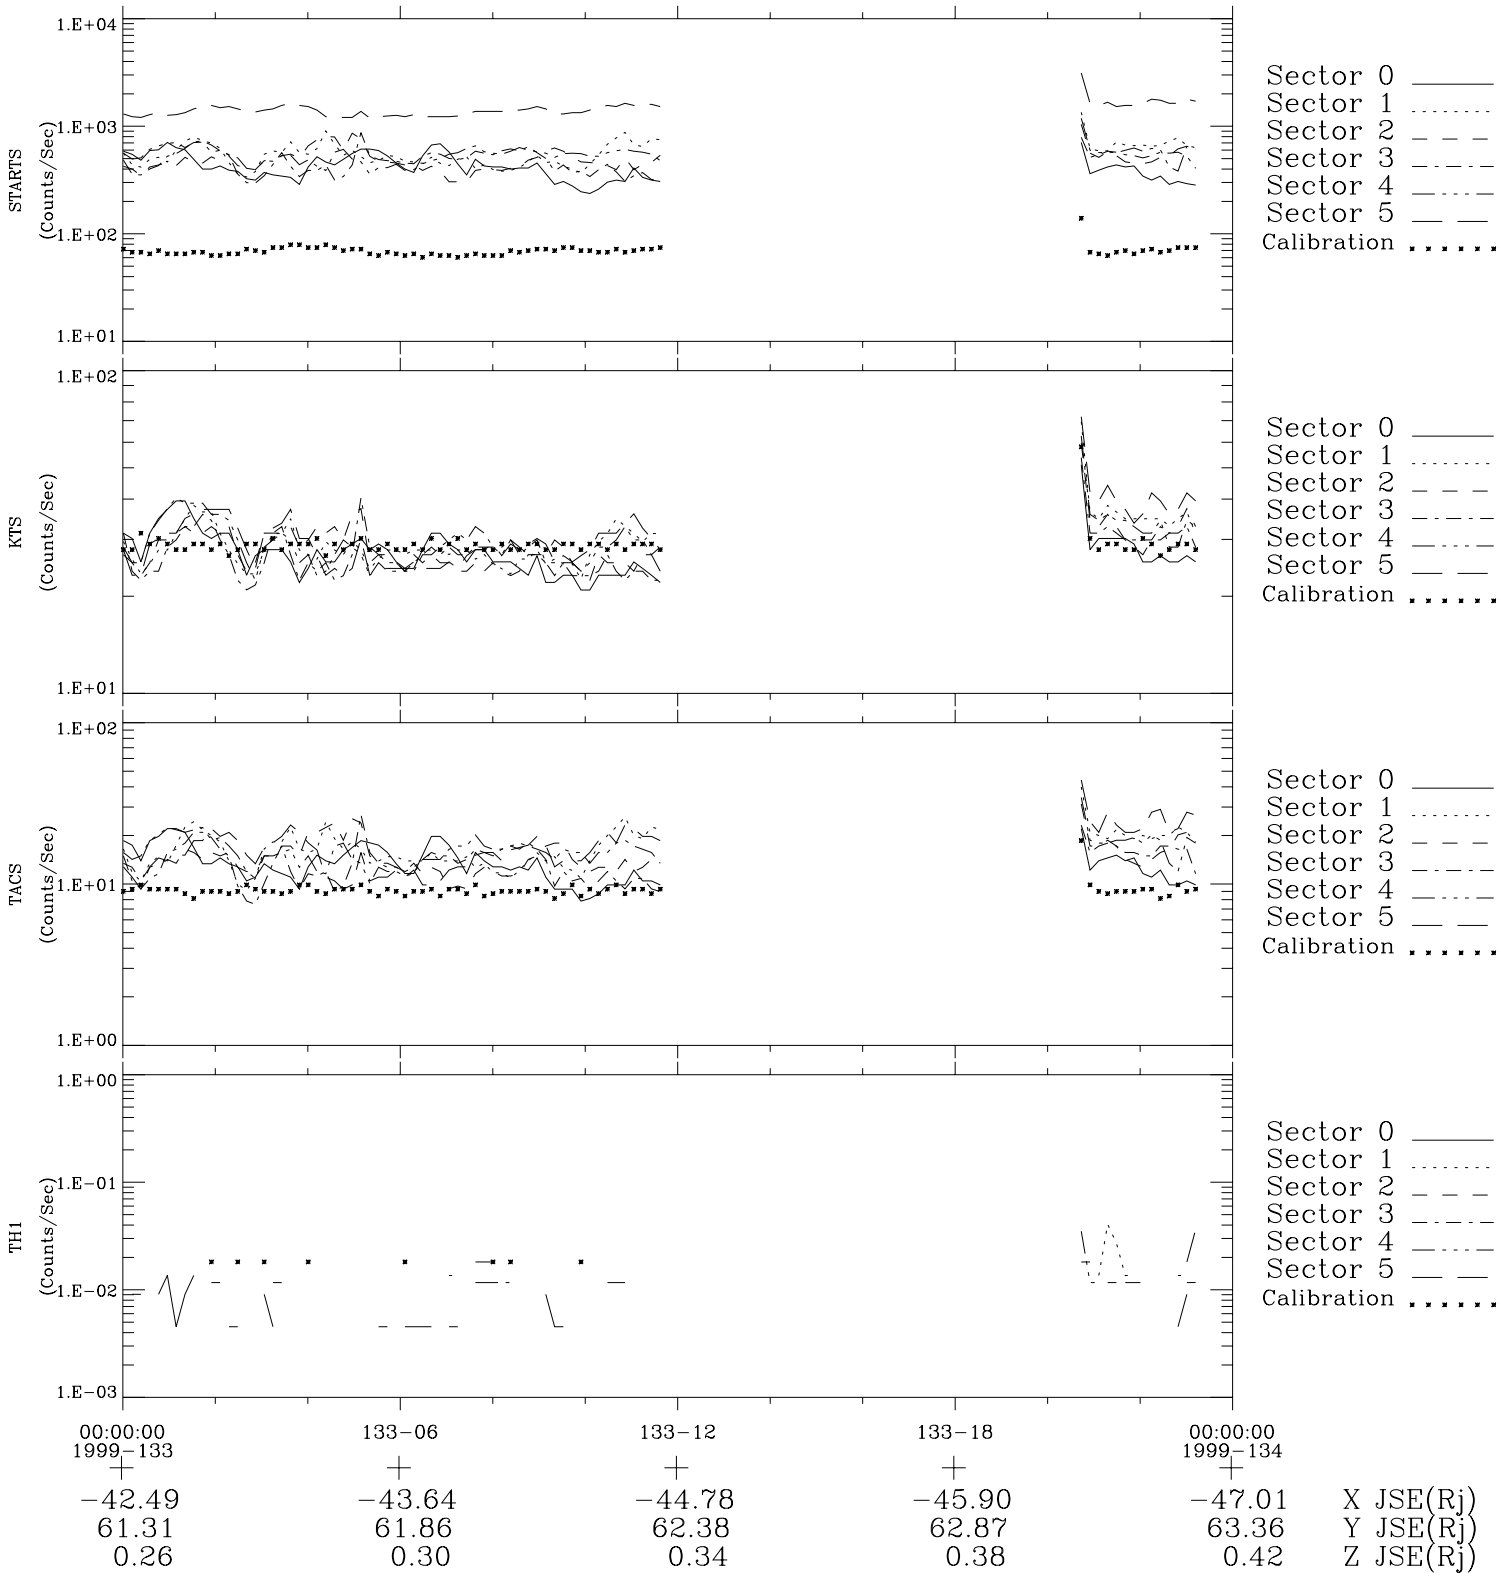 1.E+04
1.E+03
1.E+02
1.E+01
STARTS
(Counts/Sec)
Sector 0
Sector 1
Sector 2
Sector 3
Sector 4
Sector 5
Calibration
1.E+02
1.E+01
KTS
(Counts/Sec)
Sector 0
Sector 1
Sector 2
Sector 3
Sector 4
Sector 5
Calibration
1.E+02
1.E+01
1.E+00
TACS
(Counts/Sec)
Sector 0
Sector 1
Sector 2
Sector 3
Sector 4
Sector 5
Calibration
1.E+00
1.E-01
1.E-02
1.E-03
TH1
(Counts/Sec)
Sector 0
Sector 1
Sector 2
Sector 3
Sector 4
Sector 5
Calibration
00:00:00 133-06 133-12 133-18 00:00:00
1999-133 1999-134
-42.49 -43.64 -44.78 -45.90 -47.01 X JSE(Rj)
61.31 61.86 62.38 62.87 63.36 Y JSE(Rj)
0.26 0.30 0.34 0.38 0.42 Z JSE(Rj)